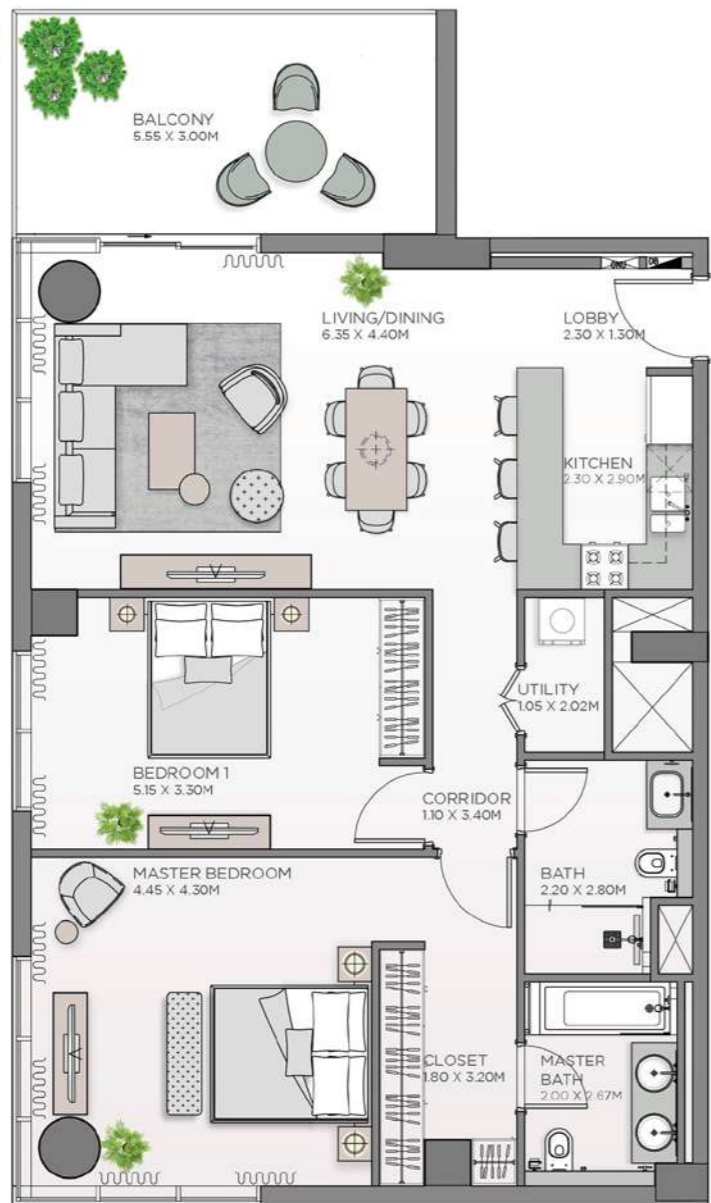 BALCONY
5.55 X 3.00M
LIVING/DINING
6.35 X 4.40M
LOBBY
2.30 X 1.30M
KITCHEN
2.30 X 2.90M
UTILITY
1.05 X 2.02M
BEDROOM 1
5.15 X 3.30M
CORRIDOR
1.10 X 3.40M
BATH
2.20 X 2.80M
MASTER BEDROOM
4.45 X 4.30M
CLOSET
1.80 X 3.20M
MASTER
BATH
2.00 X 2.67M